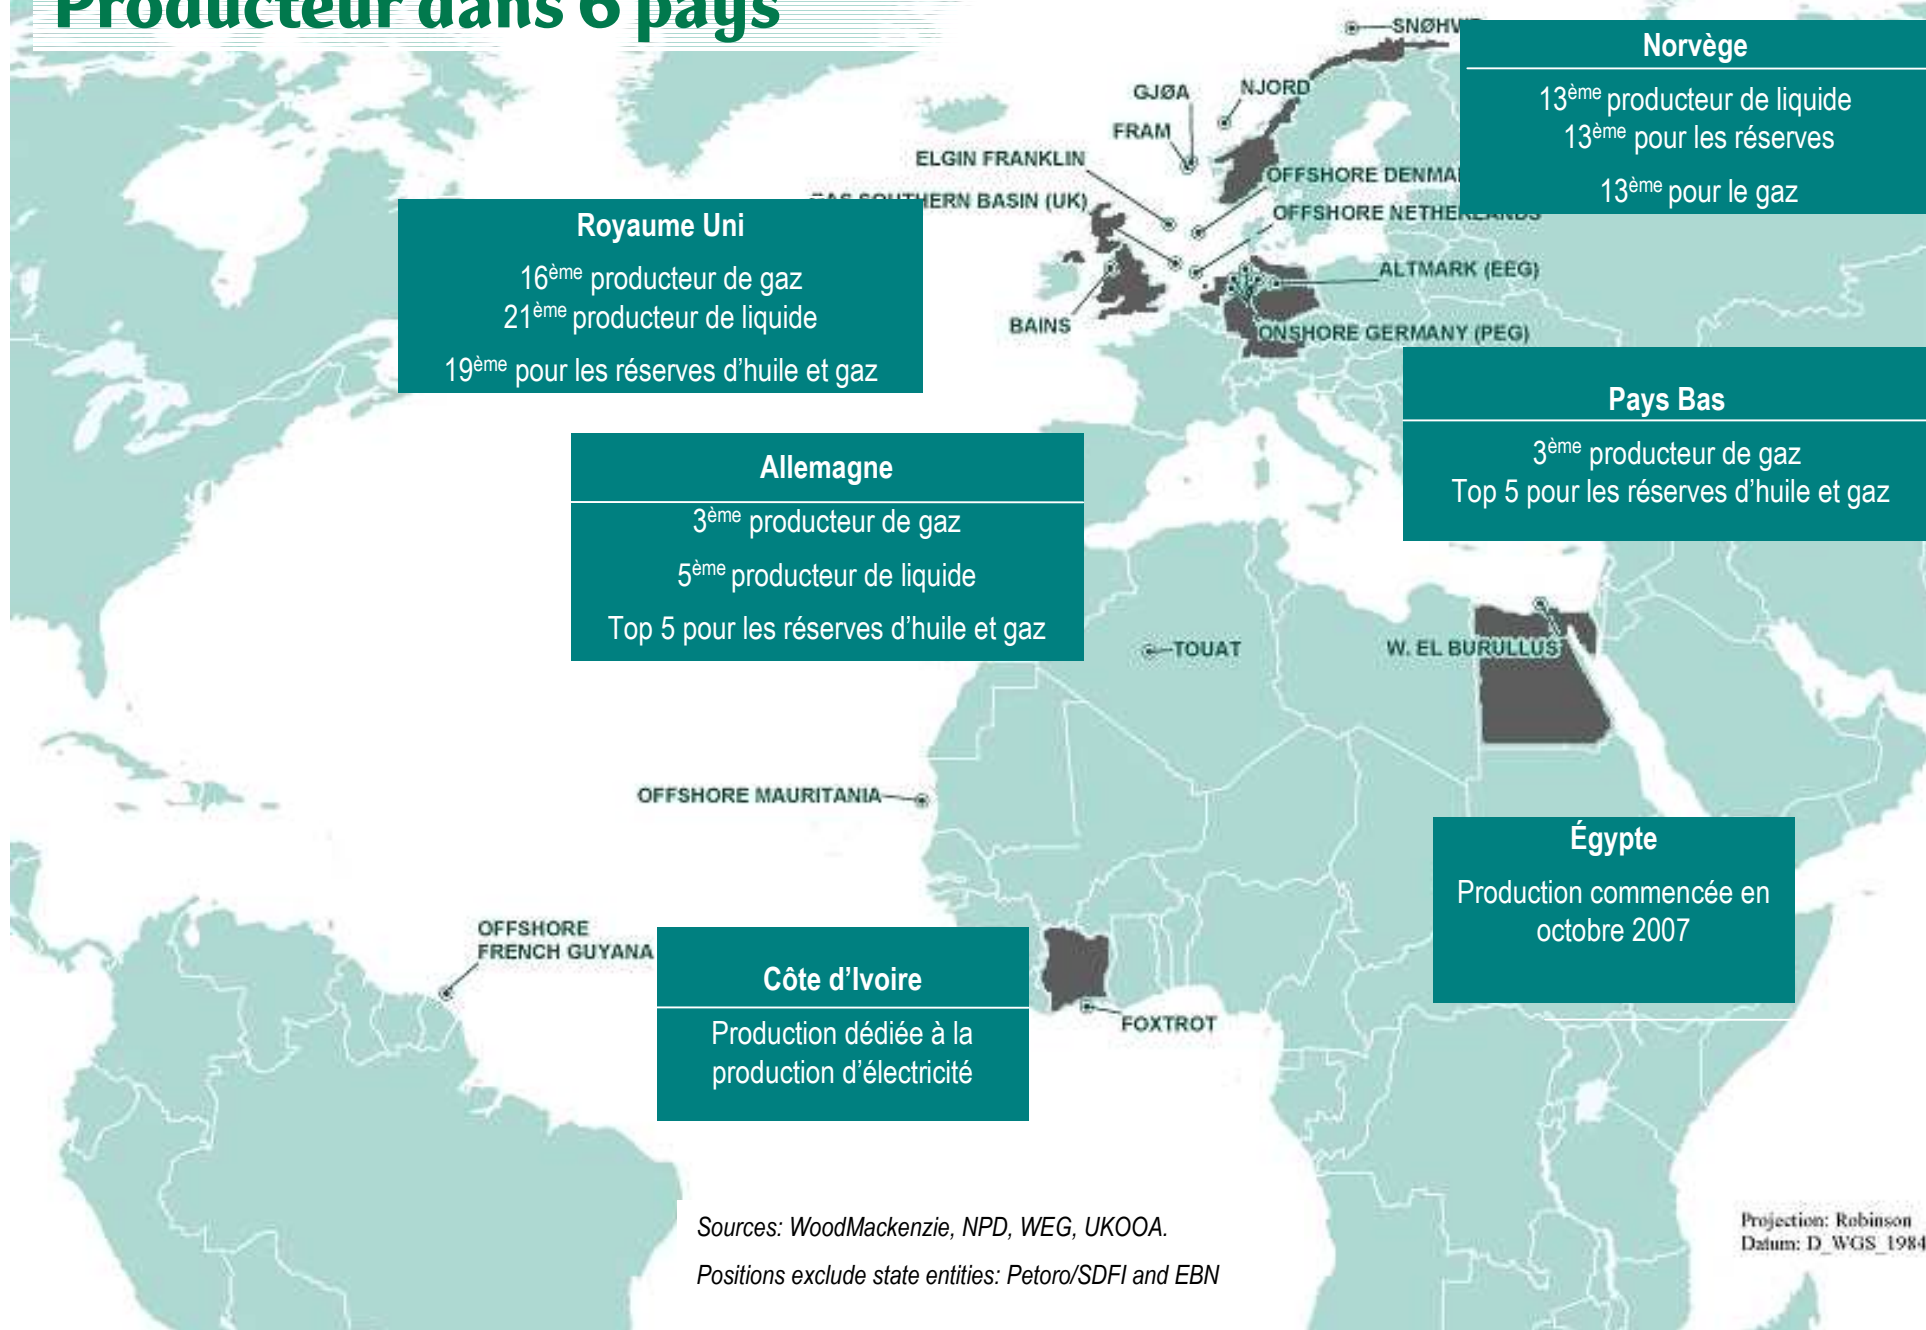 Producteur dans 6 pays
SNØHV
Norvège
13ème producteur de liquide
13ème pour les réserves
13ème pour le gaz
GJØA
NJORD
FRAM
ELGIN FRANKLIN
OFFSHORE DENMA
SOUTHERN BASIN (UK)
OFFSHORE NETHERLANDS
Royaume Uni
16ème producteur de gaz
21ème producteur de liquide
19ème pour les réserves d’huile et gaz
ALTMARK (EEG)
BAINS
ONSHORE GERMANY (PEG)
Pays Bas
3ème producteur de gaz
Top 5 pour les réserves d’huile et gaz
Allemagne
3ème producteur de gaz
5ème producteur de liquide
Top 5 pour les réserves d’huile et gaz
TOUAT
W. EL BURULLUS
OFFSHORE MAURITANIA
Égypte
Production commencée en
octobre 2007
OFFSHORE
FRENCH GUYANA
Côte d’Ivoire
Production dédiée à la
production d’électricité
FOXTROT
Sources: WoodMackenzie, NPD, WEG, UKOOA.
Positions exclude state entities: Petoro/SDFI and EBN
Projection: Robinson
Datum: D_WGS_1984